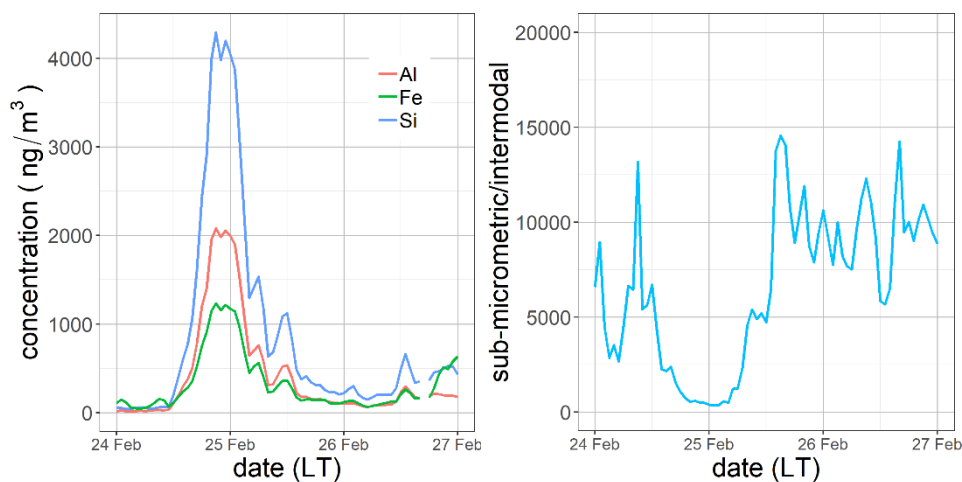 concentration ( ng/m³ )
4000
3000
2000
1000
0
Al
Fe
Si
24 Feb
25 Feb
26 Feb
27 Feb
date (LT)
sub-micrometric/intermodal
20000
15000
10000
5000
0
24 Feb
25 Feb
26 Feb
27 Feb
date (LT)